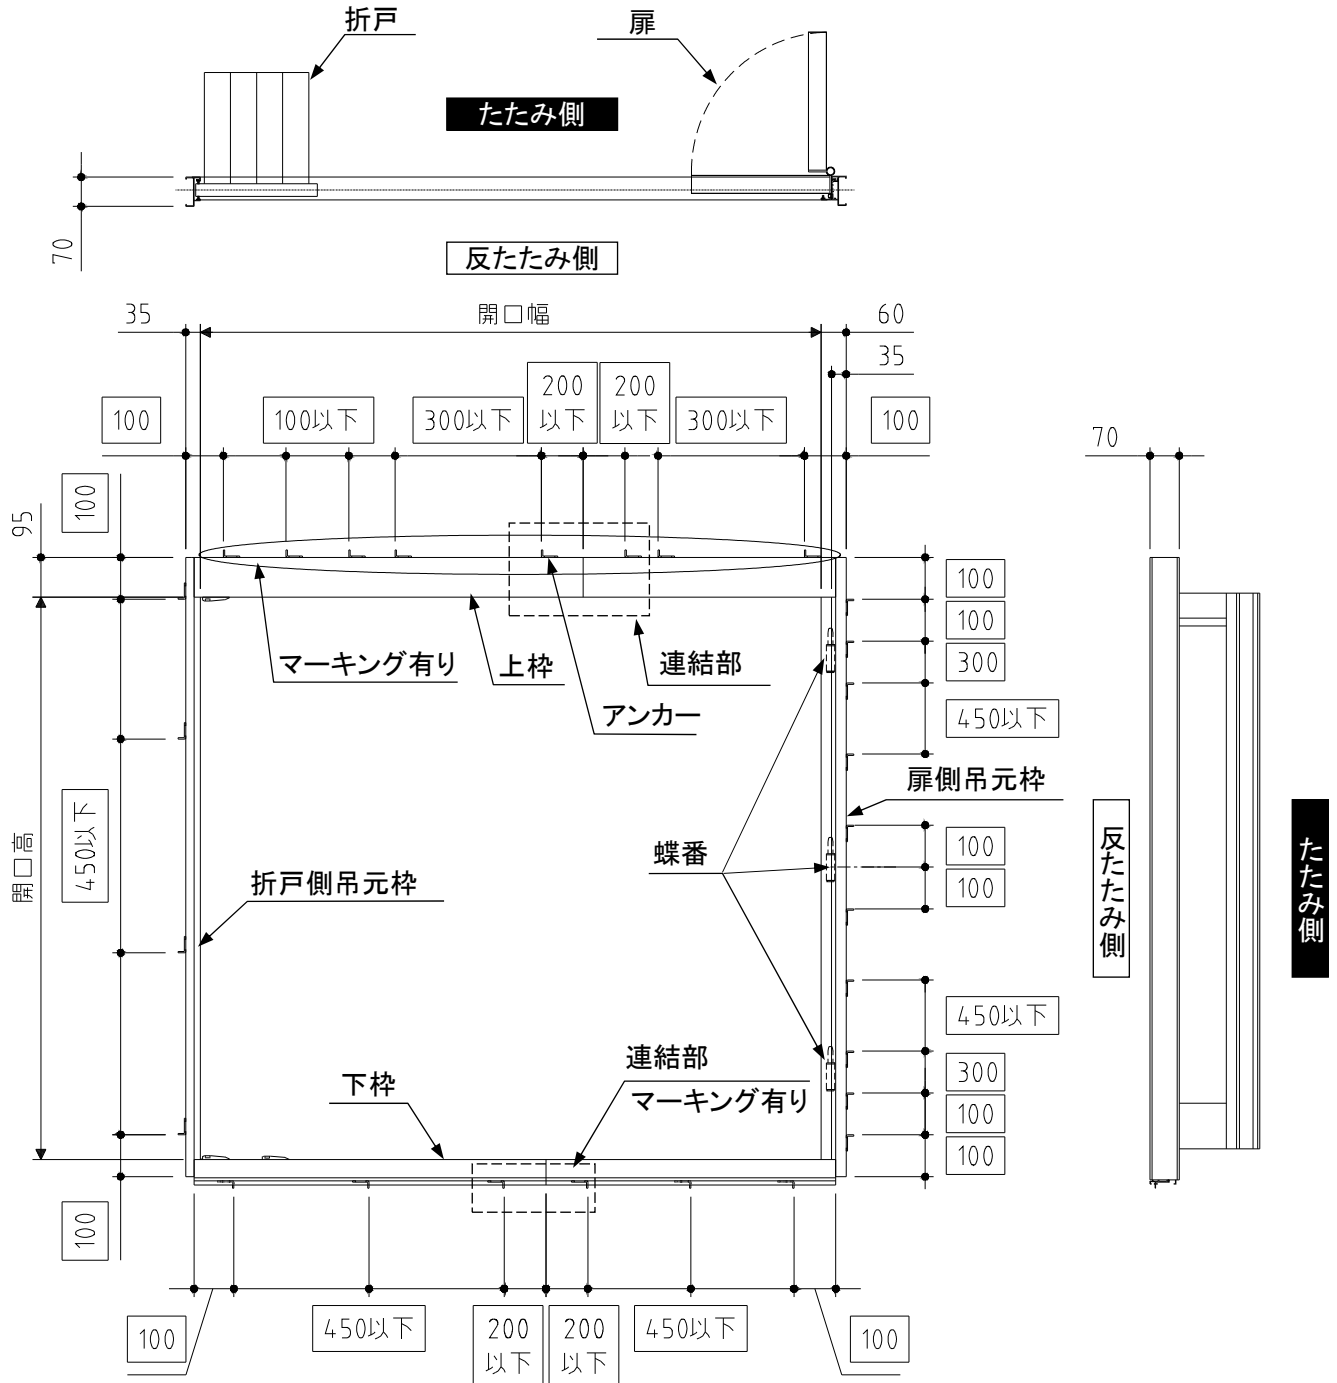 折戸
扉
たたみ側
70
反たたみ側
35
開口幅
60
35
100
100以下
300以下
200
以下
200
以下
300以下
100
70
100
95
マーキング有り
上枠
連結部
アンカー
100
100
300
450以下
扉側吊元枠
開口高
450以下
折戸側吊元枠
蝶番
100
100
反たたみ側
たたみ側
450以下
300
100
100
下枠
連結部
マーキング有り
100
100
450以下
200
以下
200
以下
450以下
100